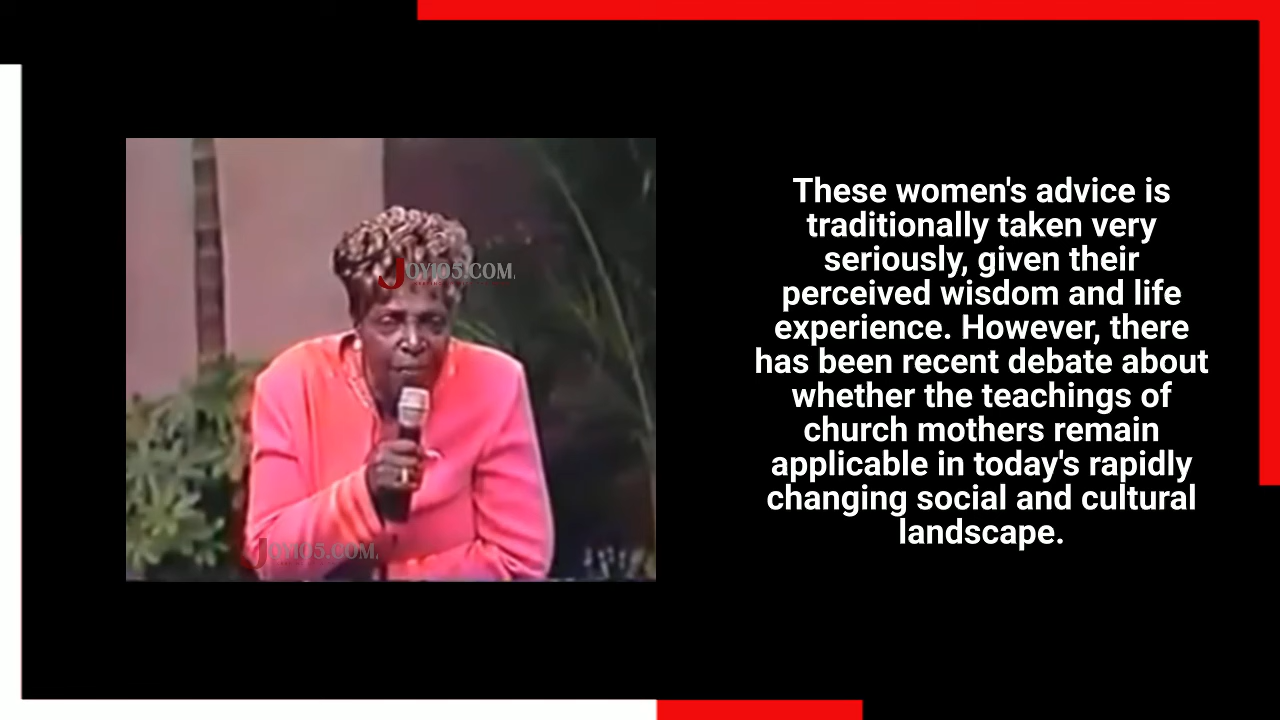 These women's advice is
traditionally taken very
seriously, given their
perceived wisdom and life
experience. However, there
has been recent debate about
whether the teachings of
church mothers remain
applicable in today's rapidly
changing social and cultural
landscape.
JOY105.COM.
JOY105.COM.